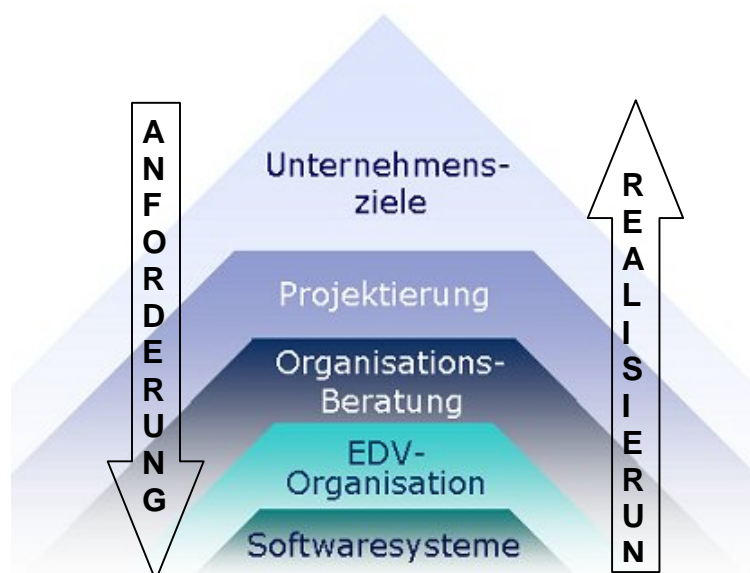 ANFORDERUNG
Unternehmens-
ziele
Projektierung
Organisations-
Beratung
EDV-
Organisation
Softwaresysteme
REALISIERUN